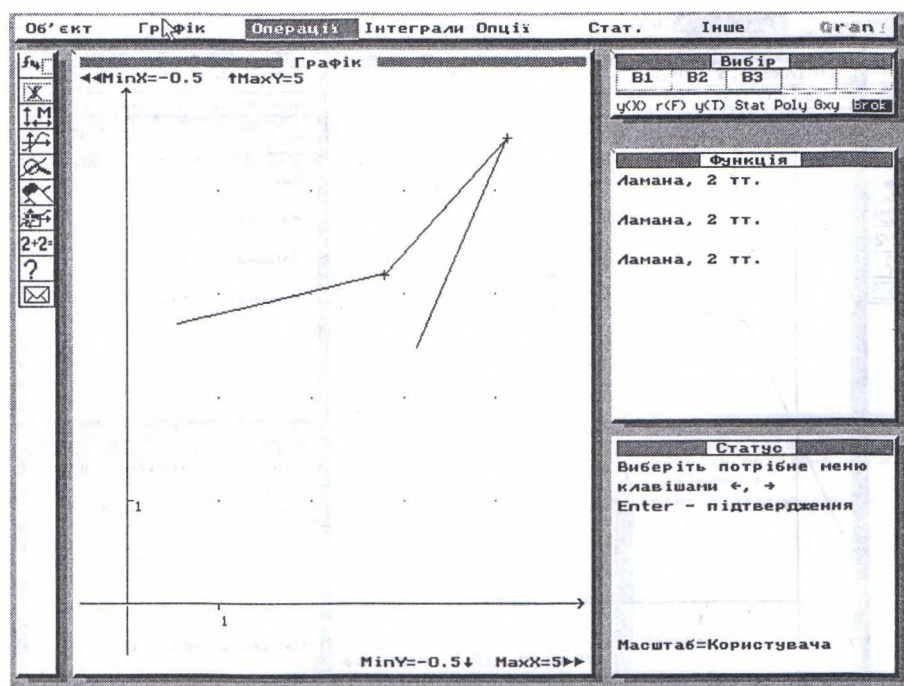 Об'єкт Графік Операції Інтеграли Опції Стат. Інше Gran1
Графік
◄◄MinX=-0.5 ↑MaxY=5
1
1
MinY=-0.5↓ MaxX=5►►
2+2=
?
Вибір
B1 B2 B3
y(X) r(F) y(T) Stat Poly Gxy Brok
Функція
Ламана, 2 тт.
Ламана, 2 тт.
Ламана, 2 тт.
Статус
Виберіть потрібне меню
клавішами ←, →
Enter - підтвердження
Масштаб=Користувача